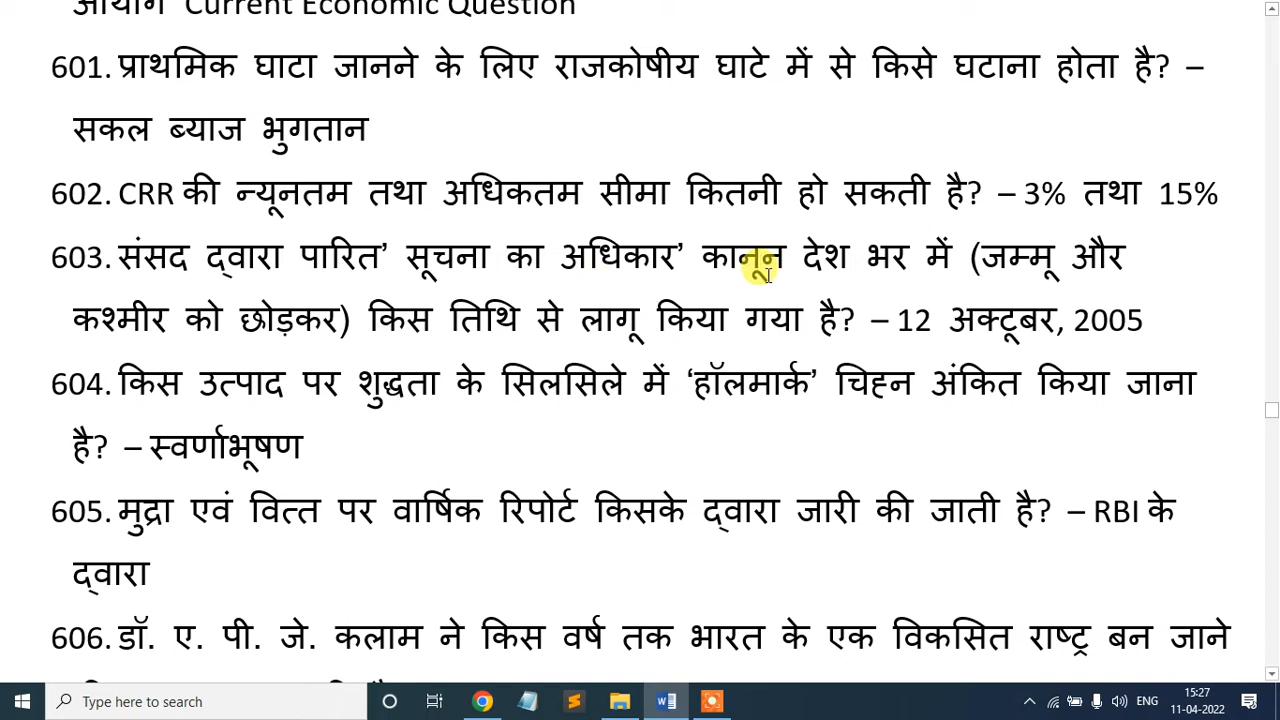 Current Economic Question
601. प्राथमिक घाटा जानने के लिए राजकोषीय घाटे में से किसे घटाना होता है? –
सकल ब्याज भुगतान
602. CRR की न्यूनतम तथा अधिकतम सीमा कितनी हो सकती है? – 3% तथा 15%
603. संसद द्वारा पारित’ सूचना का अधिकार’ कानून देश भर में (जम्मू और
कश्मीर को छोड़कर) किस तिथि से लागू किया गया है? – 12 अक्टूबर, 2005
604. किस उत्पाद पर शुद्धता के सिलसिले में ‘हॉलमार्क’ चिह्न अंकित किया जाना
है? – स्वर्णाभूषण
605. मुद्रा एवं वित्त पर वार्षिक रिपोर्ट किसके द्वारा जारी की जाती है? – RBI के
द्वारा
606. डॉ. ए. पी. जे. कलाम ने किस वर्ष तक भारत के एक विकसित राष्ट्र बन जाने
Type here to search
ENG
15:27
11-04-2022